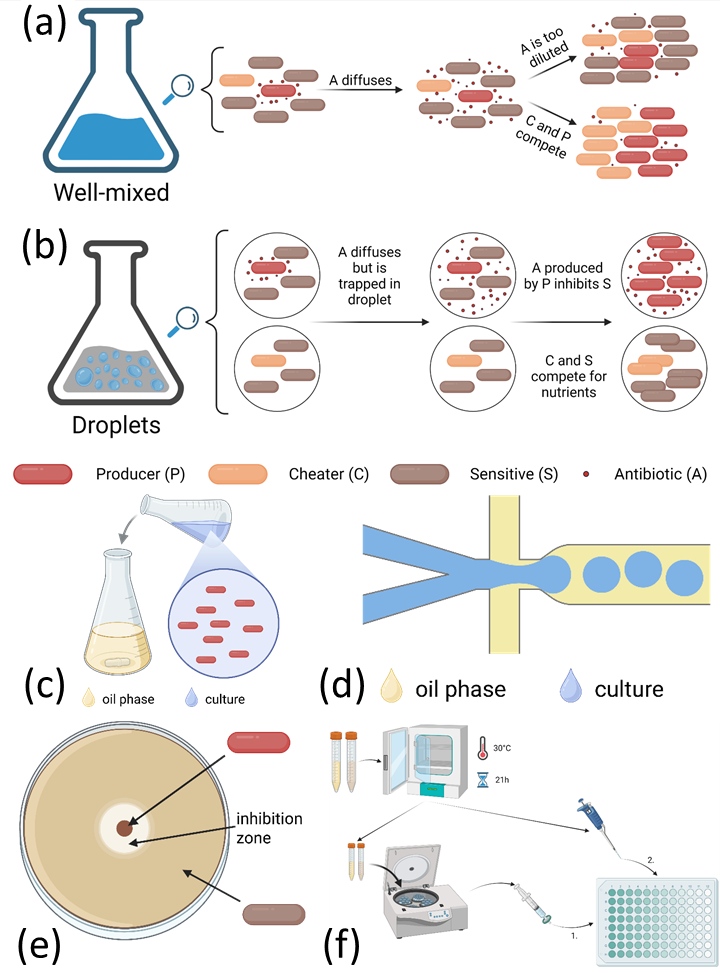 (a)
Well-mixed
A diffuses
A is too
diluted
C and P
compete
(b)
Droplets
A diffuses
but is
trapped in
droplet
A produced
by P inhibits S
C and S
compete for
nutrients
Producer (P)
Cheater (C)
Sensitive (S)
Antibiotic (A)
(c)
oil phase
culture
(d)
oil phase
culture
(e)
inhibition
zone
(f)
30°C
21h
1.
2.